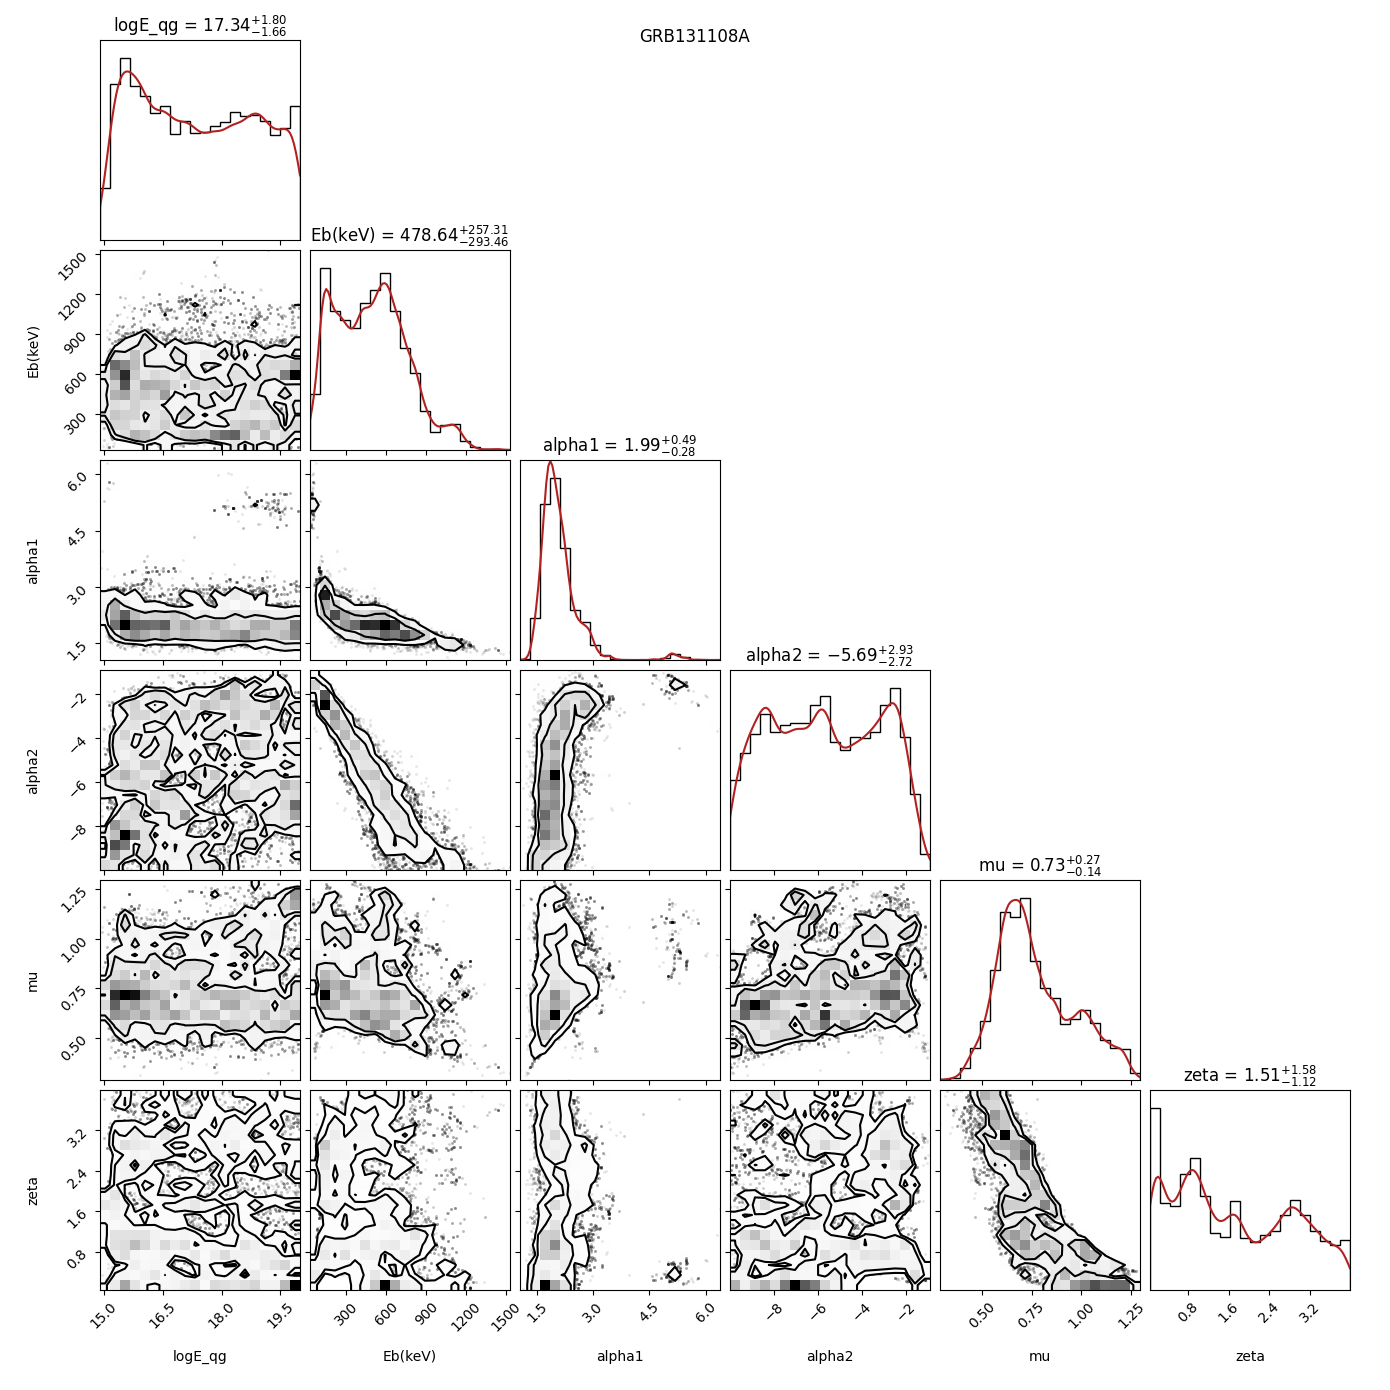 GRB131108A
logE_qg = 17.34+1.80 −1.66
Eb(keV) = 478.64+257.31 −293.46
1500
1200
900
600
300
Eb(keV)
alpha1 = 1.99+0.49 −0.28
6.0
4.5
3.0
1.5
alpha1
alpha2 = −5.69+2.93 −2.72
−2
−4
−6
−8
alpha2
mu = 0.73+0.27 −0.14
1.25
1.00
0.75
0.50
mu
zeta = 1.51+1.58 −1.12
3.2
2.4
1.6
0.8
zeta
15.0 16.5 18.0 19.5 300 600 900 1200 1500 1.5 3.0 4.5 6.0 −8 −6 −4 −2 0.50 0.75 1.00 1.25 0.8 1.6 2.4 3.2
logE_qg Eb(keV) alpha1 alpha2 mu zeta